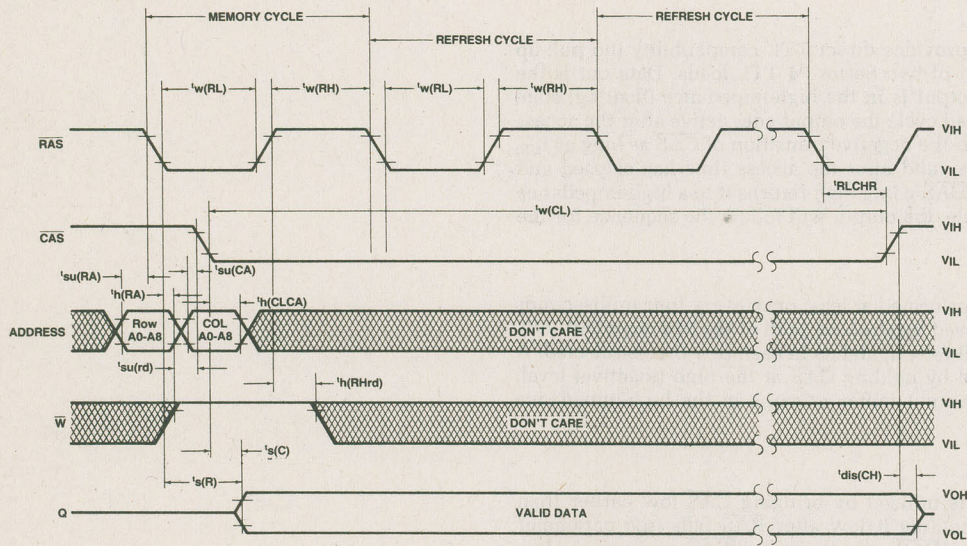 MEMORY CYCLE
REFRESH CYCLE
REFRESH CYCLE
tw(RL)
tw(RH)
tw(RL)
tw(RH)
RAS
VIH
VIL
tRLCHR
tw(CL)
CAS
VIH
VIL
tsu(RA)
tsu(CA)
th(RA)
th(CLCA)
ADDRESS
Row
A0-A8
COL
A0-A8
DON'T CARE
VIH
VIL
tsu(rd)
th(RHrd)
W
DON'T CARE
VIH
VIL
ts(C)
ts(R)
tdis(CH)
Q
VALID DATA
VOH
VOL